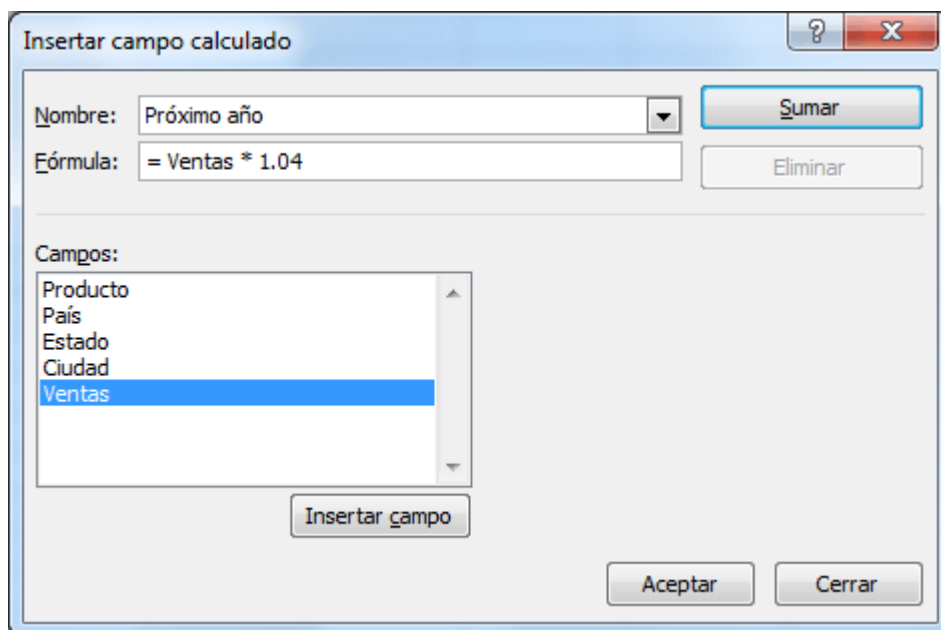 Insertar campo calculado
Nombre: Próximo año Sumar
Fórmula: = Ventas * 1.04 Eliminar
Campos:
Producto
País
Estado
Ciudad
Ventas
Insertar campo
Aceptar Cerrar